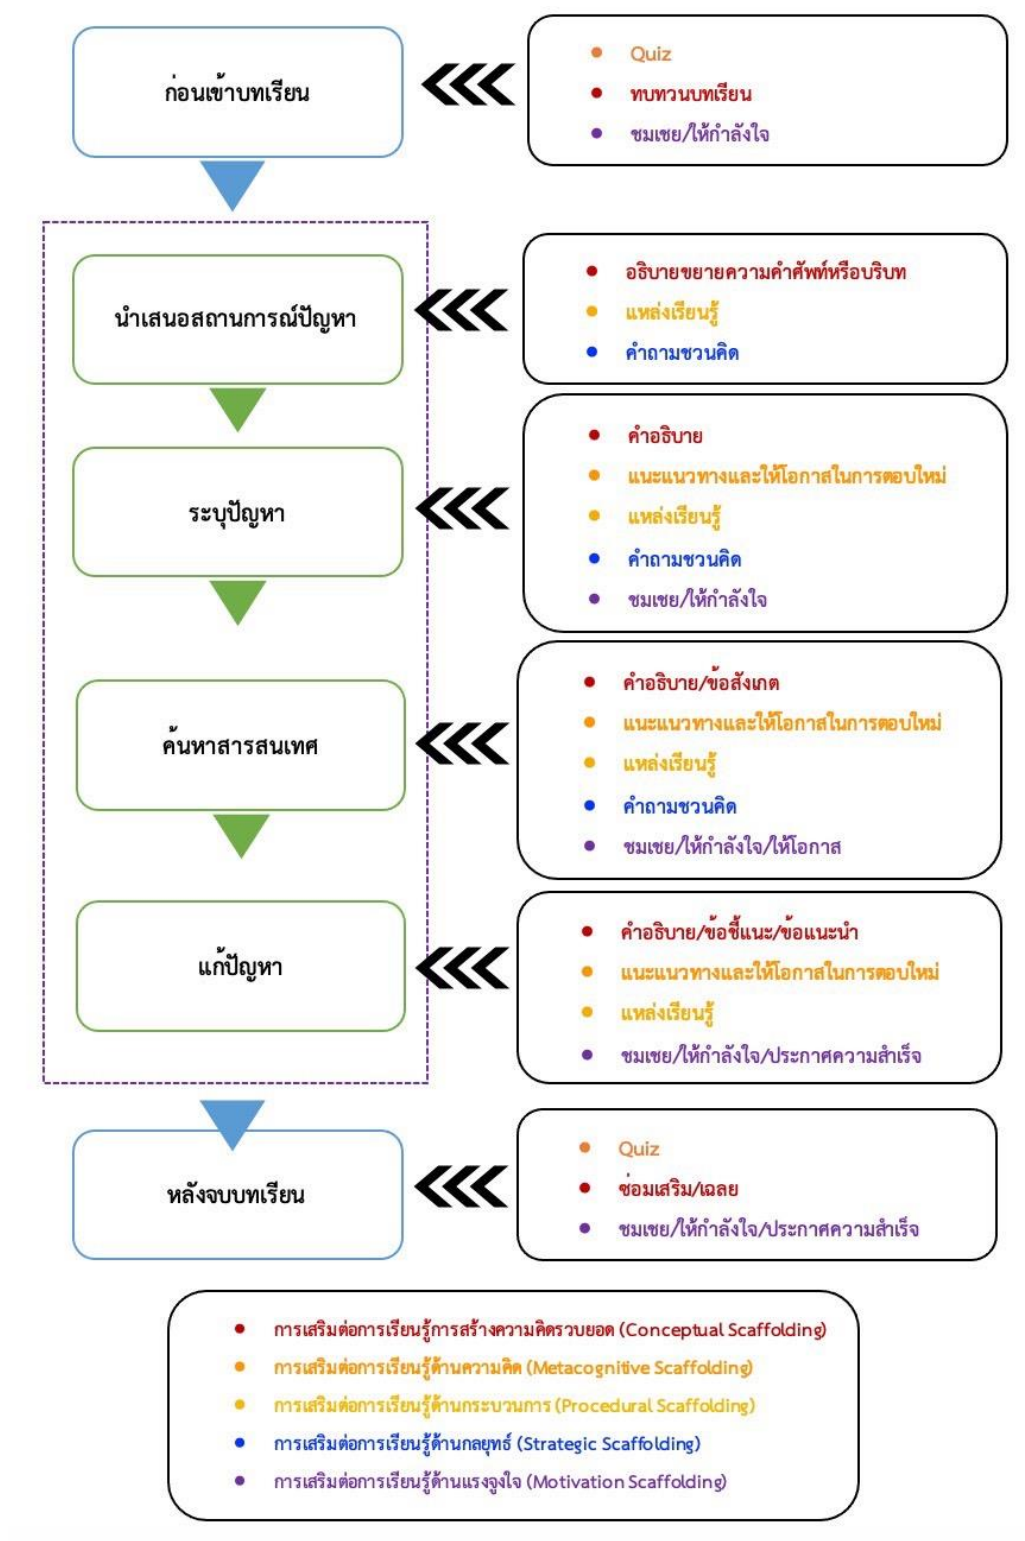 ก่อนเข้าบทเรียน
Quiz
ทบทวนบทเรียน
ชมเชย/ให้กำลังใจ
นำเสนอสถานการณ์ปัญหา
อธิบายขยายความคำศัพท์หรือบริบท
แหล่งเรียนรู้
คำถามชวนคิด
ระบุปัญหา
คำอธิบาย
แนะแนวทางและให้โอกาสในการตอบใหม่
แหล่งเรียนรู้
คำถามชวนคิด
ชมเชย/ให้กำลังใจ
ค้นหาสารสนเทศ
คำอธิบาย/ข้อสังเกต
แนะแนวทางและให้โอกาสในการตอบใหม่
แหล่งเรียนรู้
คำถามชวนคิด
ชมเชย/ให้กำลังใจ/ให้โอกาส
แก้ปัญหา
คำอธิบาย/ข้อชี้แนะ/ข้อแนะนำ
แนะแนวทางและให้โอกาสในการตอบใหม่
แหล่งเรียนรู้
ชมเชย/ให้กำลังใจ/ประกาศความสำเร็จ
หลังจบบทเรียน
Quiz
ซ่อมเสริม/เฉลย
ชมเชย/ให้กำลังใจ/ประกาศความสำเร็จ
การเสริมต่อการเรียนรู้การสร้างความคิดรวบยอด (Conceptual Scaffolding)
การเสริมต่อการเรียนรู้ด้านความคิด (Metacognitive Scaffolding)
การเสริมต่อการเรียนรู้ด้านกระบวนการ (Procedural Scaffolding)
การเสริมต่อการเรียนรู้ด้านกลยุทธ์ (Strategic Scaffolding)
การเสริมต่อการเรียนรู้ด้านแรงจูงใจ (Motivation Scaffolding)